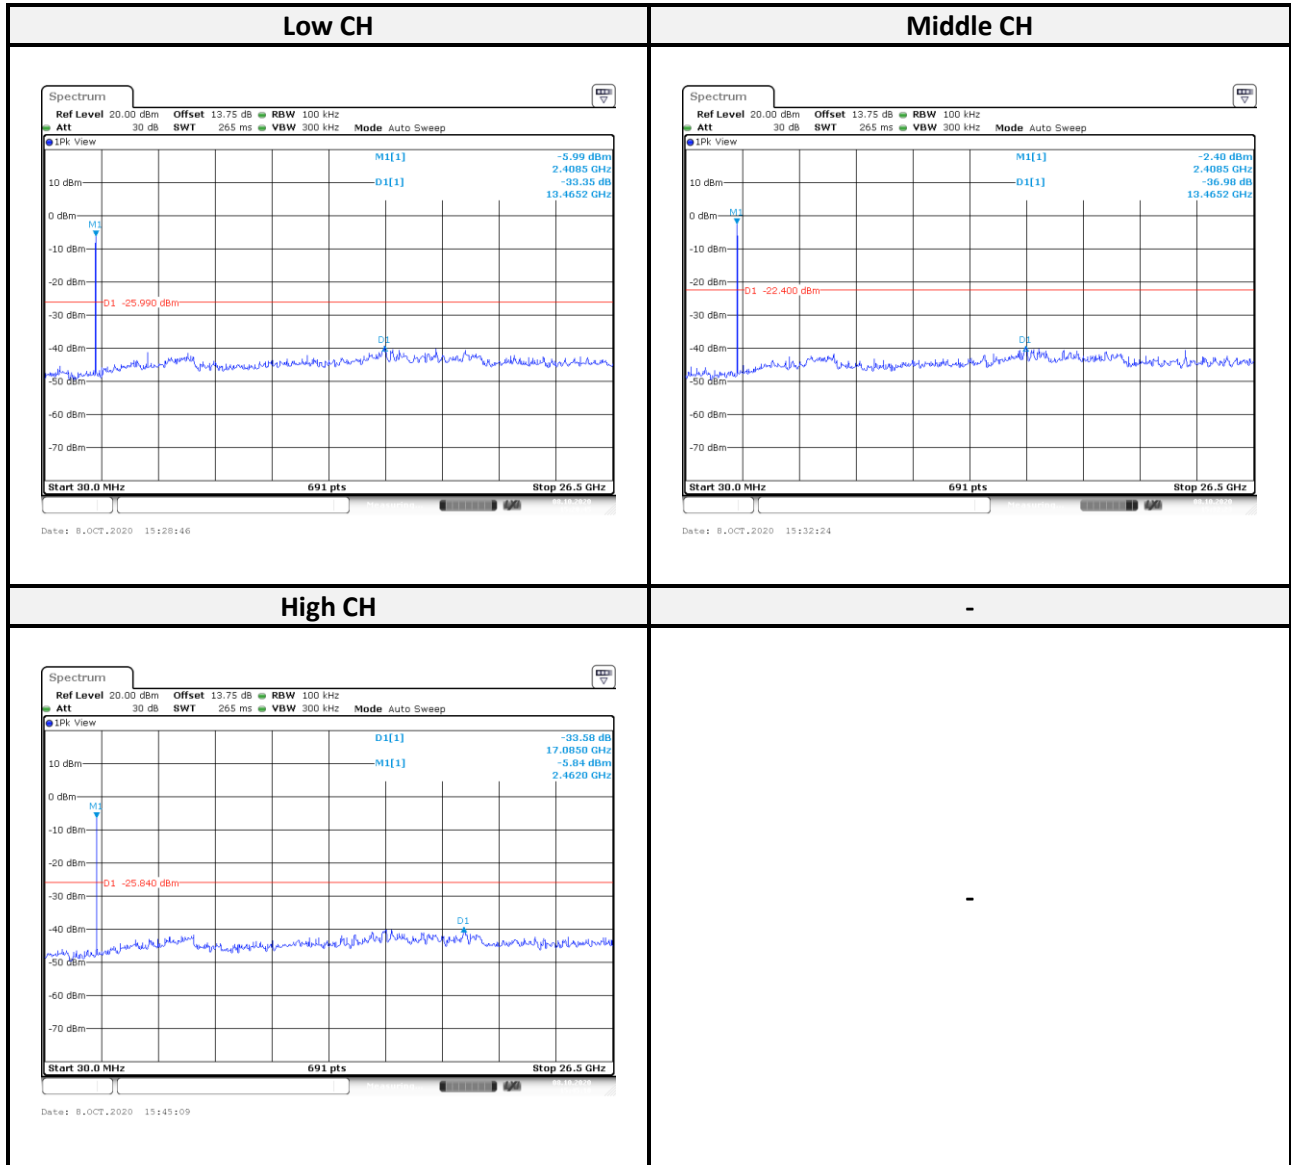 Low CH
Middle CH
Spectrum
Ref Level 20.00 dBm Offset 13.75 dB RBW 100 kHz
Att 30 dB SWT 265 ms VBW 300 kHz Mode Auto Sweep
1Pk View
M1[1] -5.99 dBm
2.4085 GHz
10 dBm D1[1] -33.35 dB
13.4652 GHz
0 dBm
M1
-10 dBm
-20 dBm
D1 -25.990 dBm
-30 dBm
-40 dBm
D1
-50 dBm
-60 dBm
-70 dBm
Start 30.0 MHz 691 pts Stop 26.5 GHz
Date: 8.OCT.2020 15:28:46
Spectrum
Ref Level 20.00 dBm Offset 13.75 dB RBW 100 kHz
Att 30 dB SWT 265 ms VBW 300 kHz Mode Auto Sweep
1Pk View
M1[1] -2.40 dBm
2.4085 GHz
10 dBm D1[1] -36.98 dB
13.4652 GHz
0 dBm
M1
-10 dBm
-20 dBm
D1 -22.400 dBm
-30 dBm
-40 dBm
D1
-50 dBm
-60 dBm
-70 dBm
Start 30.0 MHz 691 pts Stop 26.5 GHz
Date: 8.OCT.2020 15:32:24
High CH
-
Spectrum
Ref Level 20.00 dBm Offset 13.75 dB RBW 100 kHz
Att 30 dB SWT 265 ms VBW 300 kHz Mode Auto Sweep
1Pk View
D1[1] -33.58 dB
17.0850 GHz
10 dBm M1[1] -5.84 dBm
2.4620 GHz
0 dBm
M1
-10 dBm
-20 dBm
D1 -25.840 dBm
-30 dBm
-40 dBm
D1
-50 dBm
-60 dBm
-70 dBm
Start 30.0 MHz 691 pts Stop 26.5 GHz
Date: 8.OCT.2020 15:45:09
-